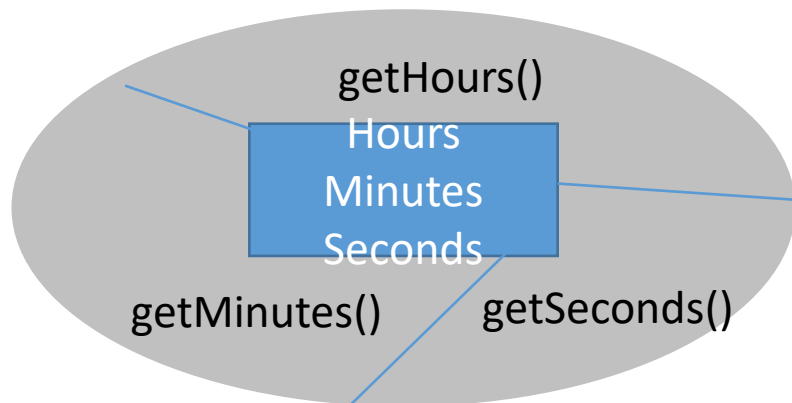 getHours()
Hours
Minutes
Seconds
getMinutes()
getSeconds()